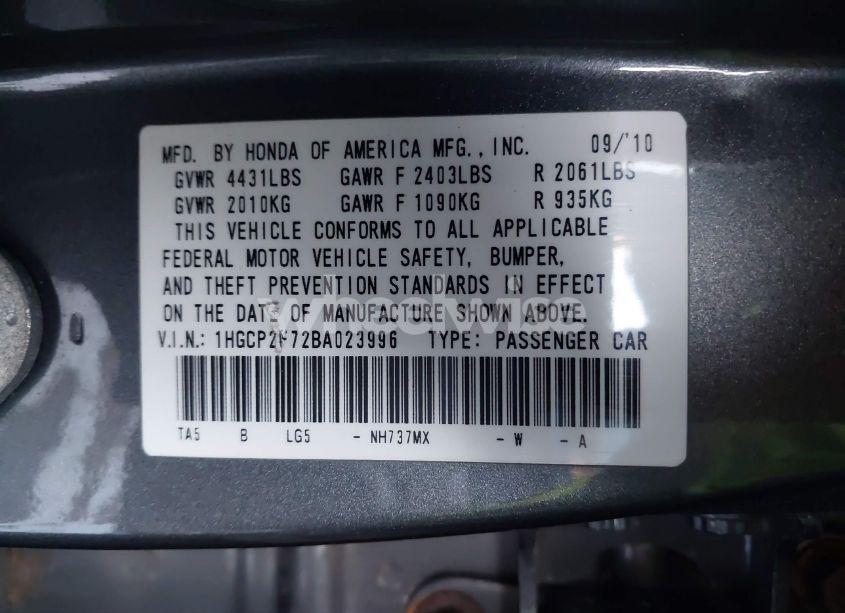 MFD. BY HONDA OF AMERICA MFG., INC. 09/'10
GVWR 4431LBS GAWR F 2403LBS R 2061LBS
GVWR 2010KG GAWR F 1090KG R 935KG
THIS VEHICLE CONFORMS TO ALL APPLICABLE
FEDERAL MOTOR VEHICLE SAFETY, BUMPER,
AND THEFT PREVENTION STANDARDS IN EFFECT
ON THE DATE OF MANUFACTURE SHOWN ABOVE.
wheelwise
V.I.N.: 1HGCP2F72BA023996 TYPE: PASSENGER CAR
TA5 B LG5 - NH737MX - W - A